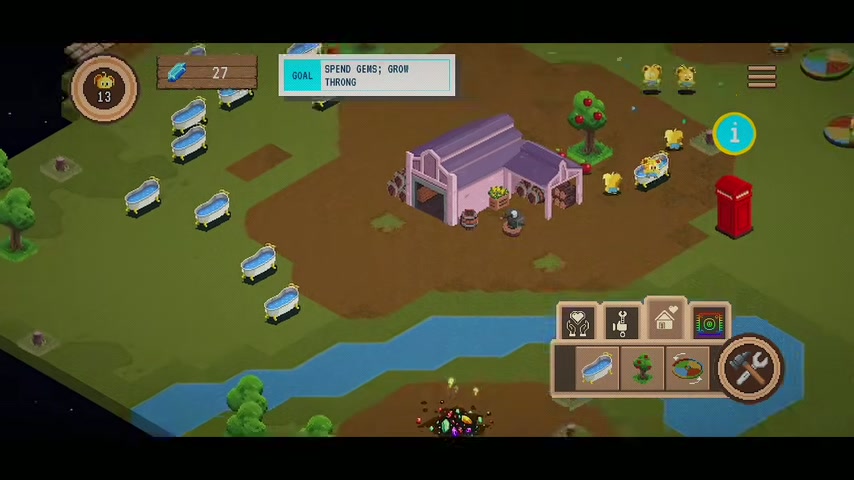 13
27
GOAL
SPEND GEMS; GROW
THRONG
i